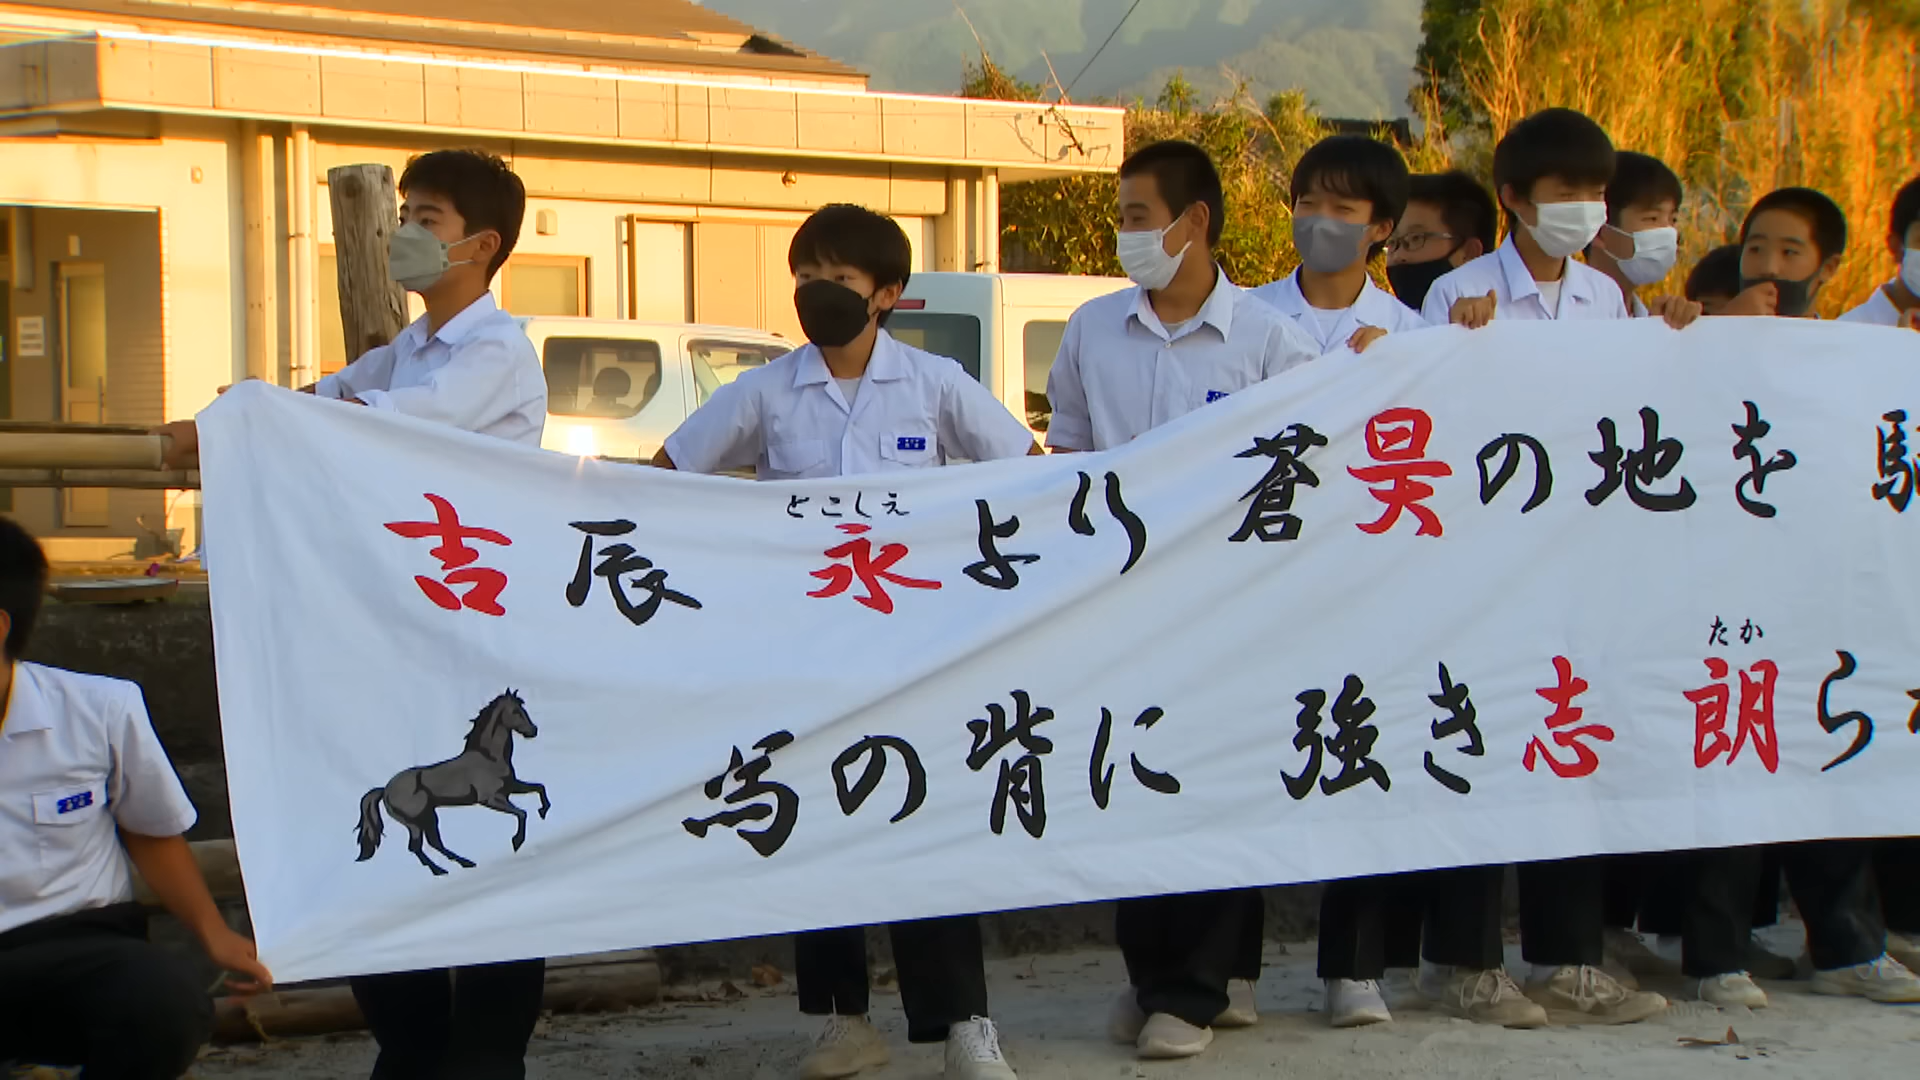 とこしえ
吉辰 永より 蒼昊の地を 駆
たか
馬の背に 強き志 朗ら